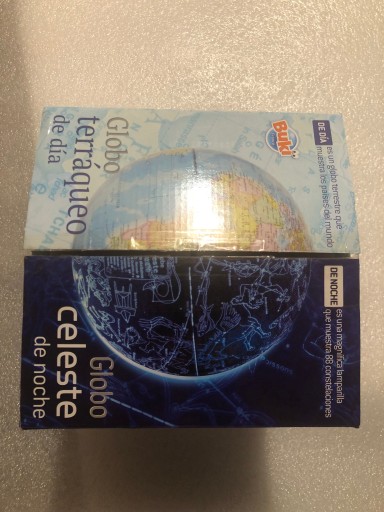 Buki
DE DÍA es un globo terrestre que
muestra los países del mundo
Globo
terráqueo
de día
DE NOCHE es una magnífica lamparilla
que muestra 88 constelaciones
Globo
celeste
de noche